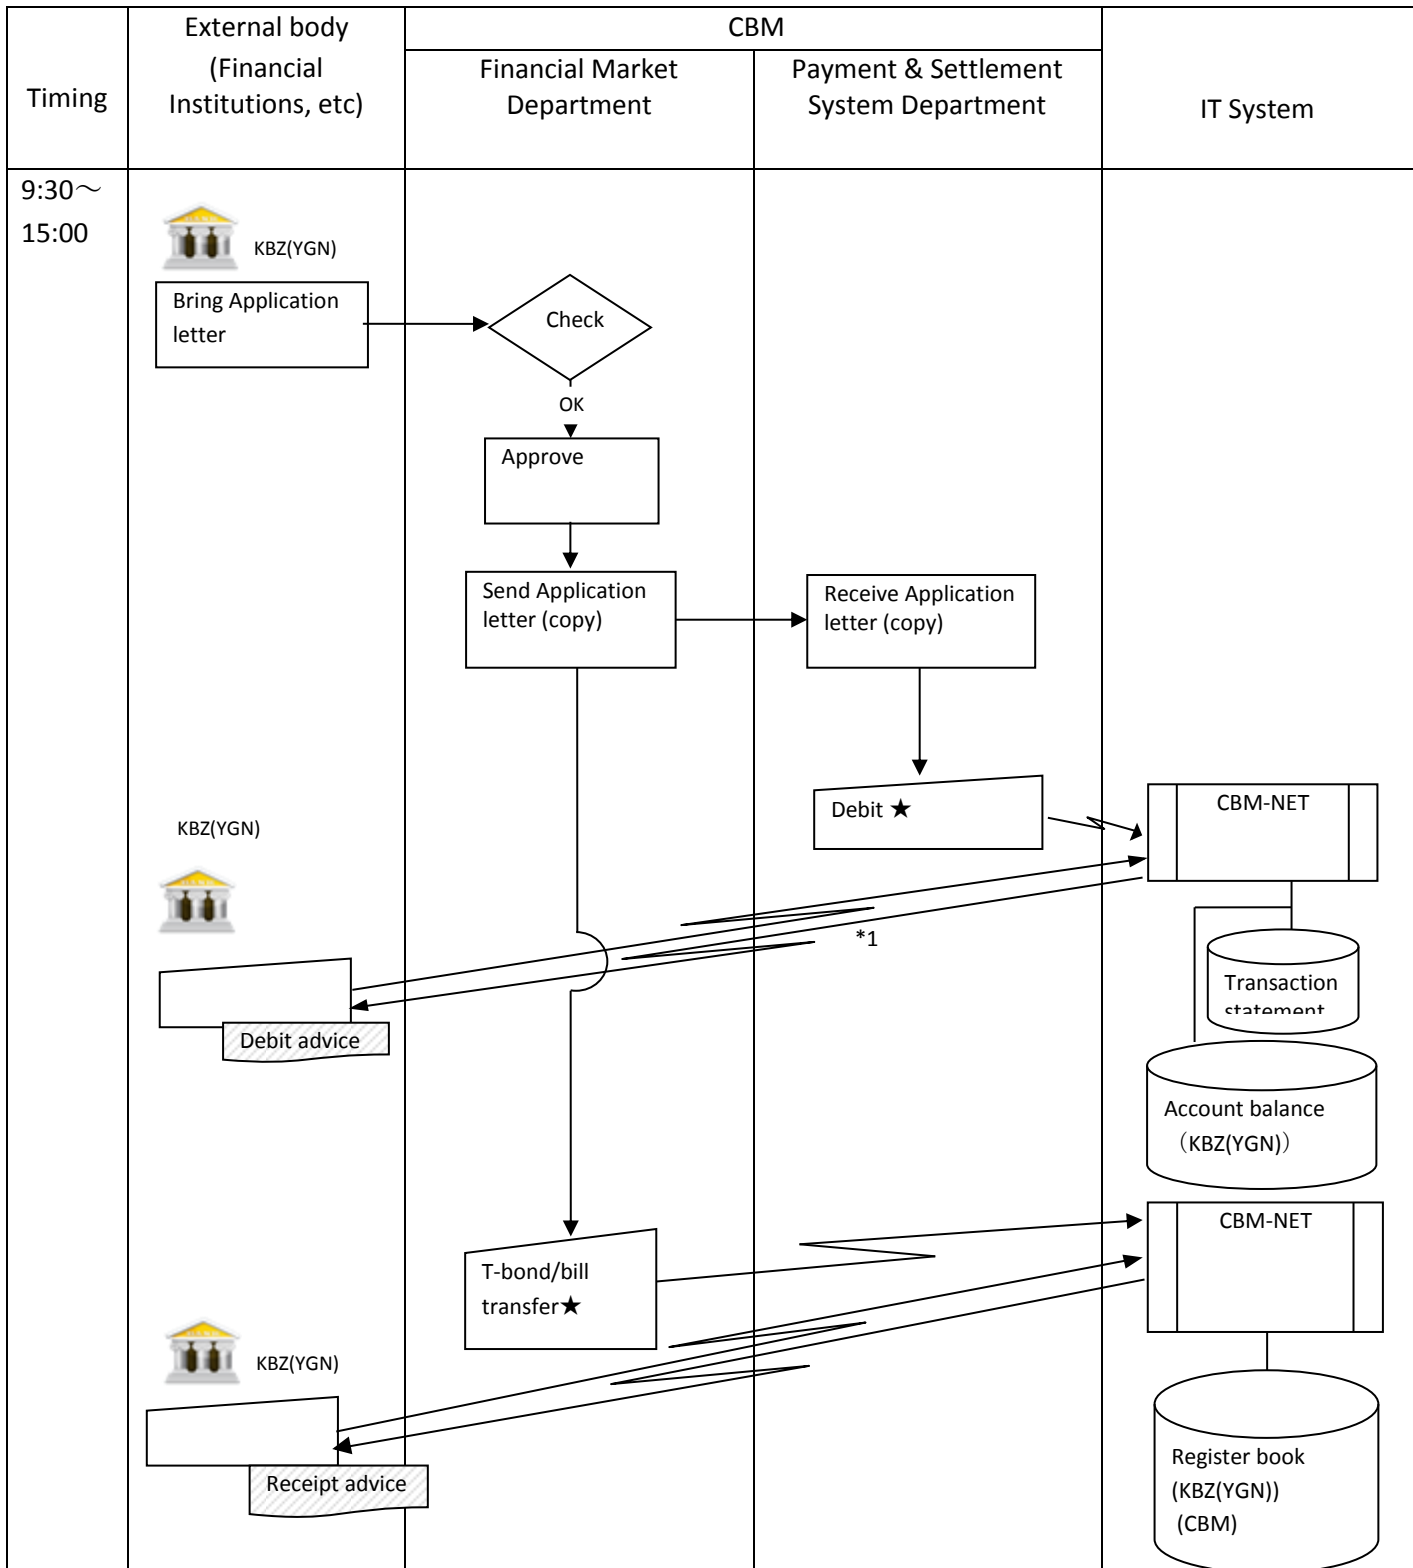 Timing
External body
(Financial
Institutions, etc)
CBM
Financial Market
Department
Payment & Settlement
System Department
IT System
9:30～
15:00
KBZ(YGN)
Bring Application
letter
Check
OK
Approve
Send Application
letter (copy)
Receive Application
letter (copy)
Debit ★
CBM-NET
KBZ(YGN)
*1
Transaction
statement
Debit advice
Account balance
（KBZ(YGN)）
CBM-NET
T-bond/bill
transfer★
KBZ(YGN)
Receipt advice
Register book
(KBZ(YGN))
(CBM)